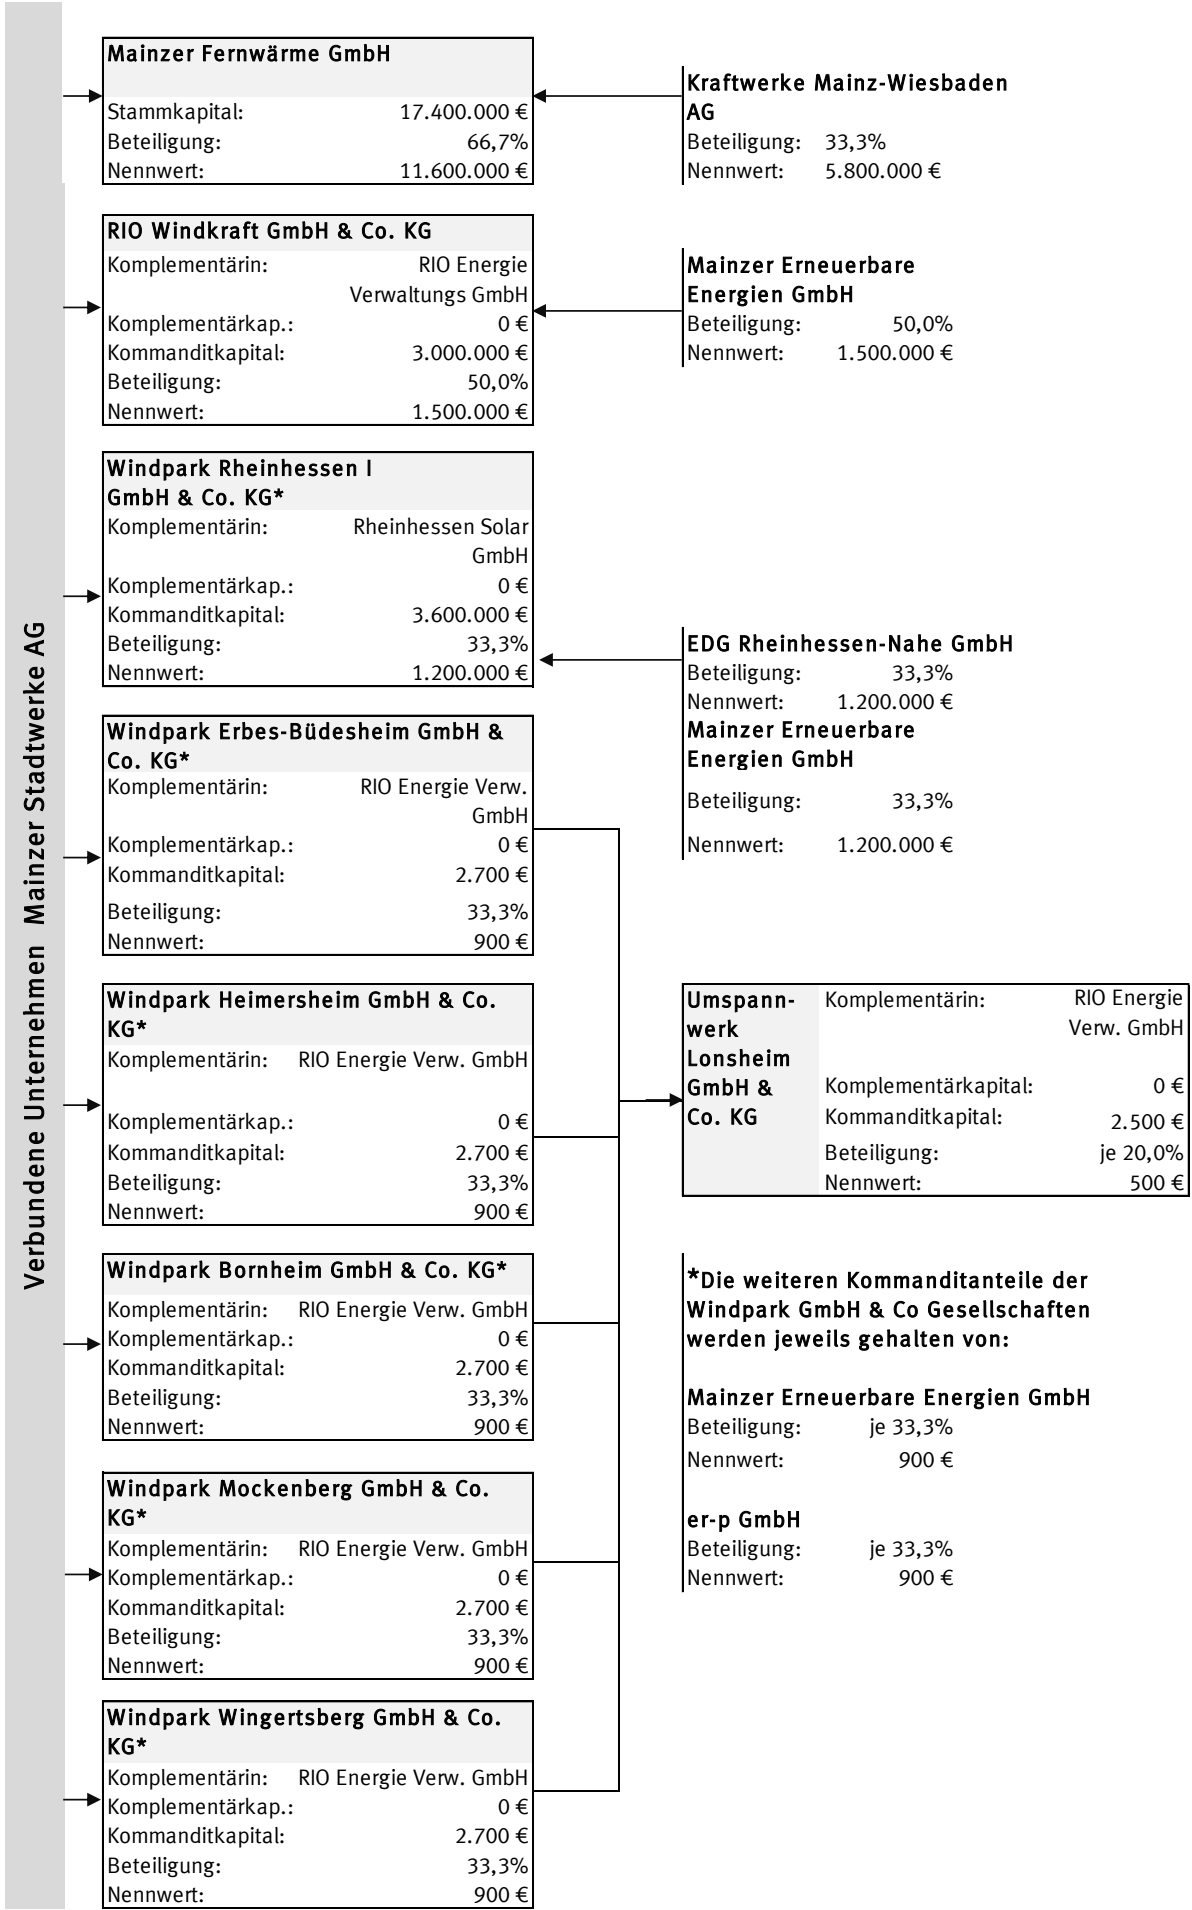 Verbundene Unternehmen Mainzer Stadtwerke AG
Mainzer Fernwärme GmbH
Stammkapital: 17.400.000 €
Beteiligung: 66,7%
Nennwert: 11.600.000 €
Kraftwerke Mainz-Wiesbaden
AG
Beteiligung: 33,3%
Nennwert: 5.800.000 €
RIO Windkraft GmbH & Co. KG
Komplementärin: RIO Energie
Verwaltungs GmbH
Komplementärkap.: 0 €
Kommanditkapital: 3.000.000 €
Beteiligung: 50,0%
Nennwert: 1.500.000 €
Mainzer Erneuerbare
Energien GmbH
Beteiligung: 50,0%
Nennwert: 1.500.000 €
Windpark Rheinhessen I
GmbH & Co. KG*
Komplementärin: Rheinhessen Solar
GmbH
Komplementärkap.: 0 €
Kommanditkapital: 3.600.000 €
Beteiligung: 33,3%
Nennwert: 1.200.000 €
EDG Rheinhessen-Nahe GmbH
Beteiligung: 33,3%
Nennwert: 1.200.000 €
Mainzer Erneuerbare
Energien GmbH
Beteiligung: 33,3%
Nennwert: 1.200.000 €
Windpark Erbes-Büdesheim GmbH &
Co. KG*
Komplementärin: RIO Energie Verw.
GmbH
Komplementärkap.: 0 €
Kommanditkapital: 2.700 €
Beteiligung: 33,3%
Nennwert: 900 €
Windpark Heimersheim GmbH & Co.
KG*
Komplementärin: RIO Energie Verw. GmbH
Komplementärkap.: 0 €
Kommanditkapital: 2.700 €
Beteiligung: 33,3%
Nennwert: 900 €
Umspann-
werk
Lonsheim
GmbH &
Co. KG
Komplementärin: RIO Energie
Verw. GmbH
Komplementärkapital: 0 €
Kommanditkapital: 2.500 €
Beteiligung: je 20,0%
Nennwert: 500 €
Windpark Bornheim GmbH & Co. KG*
Komplementärin: RIO Energie Verw. GmbH
Komplementärkap.: 0 €
Kommanditkapital: 2.700 €
Beteiligung: 33,3%
Nennwert: 900 €
*Die weiteren Kommanditanteile der
Windpark GmbH & Co Gesellschaften
werden jeweils gehalten von:
Mainzer Erneuerbare Energien GmbH
Beteiligung: je 33,3%
Nennwert: 900 €
er-p GmbH
Beteiligung: je 33,3%
Nennwert: 900 €
Windpark Mockenberg GmbH & Co.
KG*
Komplementärin: RIO Energie Verw. GmbH
Komplementärkap.: 0 €
Kommanditkapital: 2.700 €
Beteiligung: 33,3%
Nennwert: 900 €
Windpark Wingertsberg GmbH & Co.
KG*
Komplementärin: RIO Energie Verw. GmbH
Komplementärkap.: 0 €
Kommanditkapital: 2.700 €
Beteiligung: 33,3%
Nennwert: 900 €